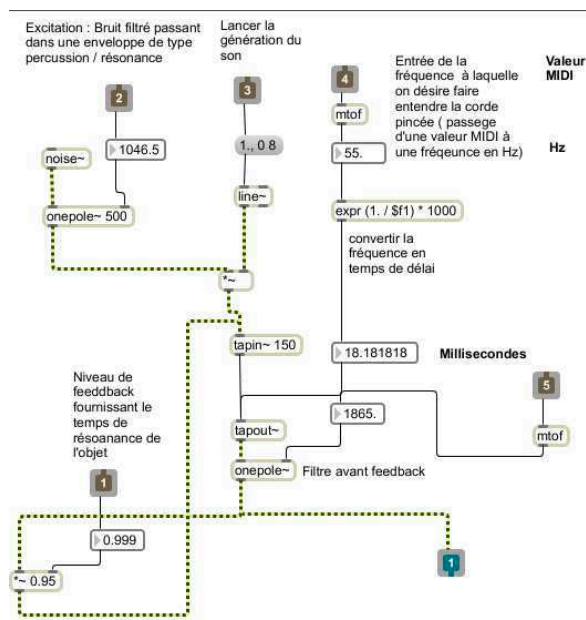 Excitation : Bruit filtré passant
dans une enveloppe de type
percussion / résonance
Lancer la
génération du
son
Entrée de la
fréquence à laquelle
on désire faire
entendre la corde
pincée ( passege
d'une valeur MIDI à
une fréqeunce en Hz)
Valeur
MIDI
Hz
2
3
4
mtof
noise~
1046.5
1., 0 8
55.
onepole~ 500
line~
expr (1. / $f1) * 1000
convertir la
fréquence en
temps de délai
*~
tapin~ 150
18.181818
Millisecondes
Niveau de
feeddback
fournissant le
temps de
résoanance de
l'objet
5
1865.
tapout~
mtof
onepole~
Filtre avant feedback
1
0.999
*~ 0.95
1